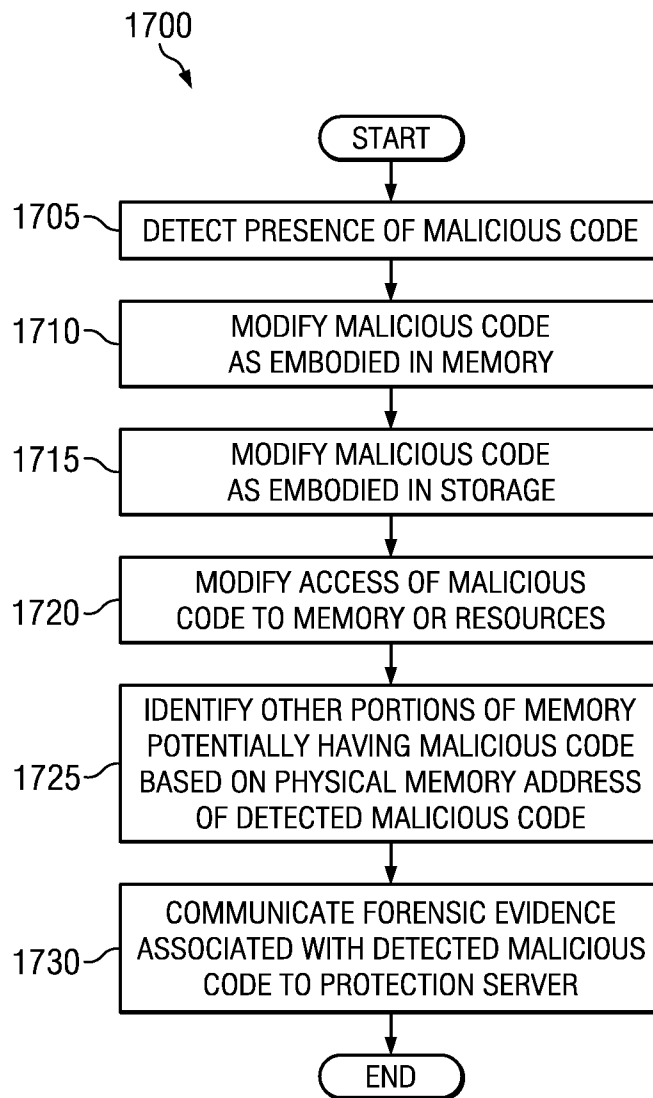 1700
START
1705
DETECT PRESENCE OF MALICIOUS CODE
1710
MODIFY MALICIOUS CODE
AS EMBODIED IN MEMORY
1715
MODIFY MALICIOUS CODE
AS EMBODIED IN STORAGE
1720
MODIFY ACCESS OF MALICIOUS
CODE TO MEMORY OR RESOURCES
1725
IDENTIFY OTHER PORTIONS OF MEMORY
POTENTIALLY HAVING MALICIOUS CODE
BASED ON PHYSICAL MEMORY ADDRESS
OF DETECTED MALICIOUS CODE
1730
COMMUNICATE FORENSIC EVIDENCE
ASSOCIATED WITH DETECTED MALICIOUS
CODE TO PROTECTION SERVER
END